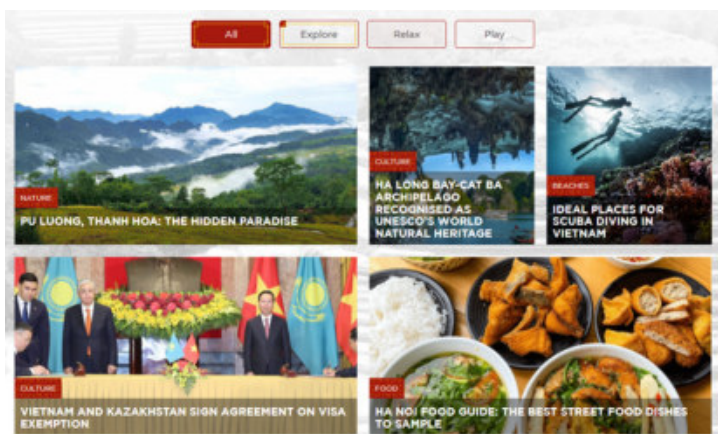 All
Explore
Relax
Play
NATURE
PU LUONG, THANH HOA: THE HIDDEN PARADISE
CULTURE
HA LONG BAY-CAT BA
ARCHIPELAGO
RECOGNISED AS
UNESCO'S WORLD
NATURAL HERITAGE
BEACHES
IDEAL PLACES FOR
SCUBA DIVING IN
VIETNAM
CULTURE
VIETNAM AND KAZAKHSTAN SIGN AGREEMENT ON VISA
EXEMPTION
FOOD
HA NOI FOOD GUIDE: THE BEST STREET FOOD DISHES
TO SAMPLE